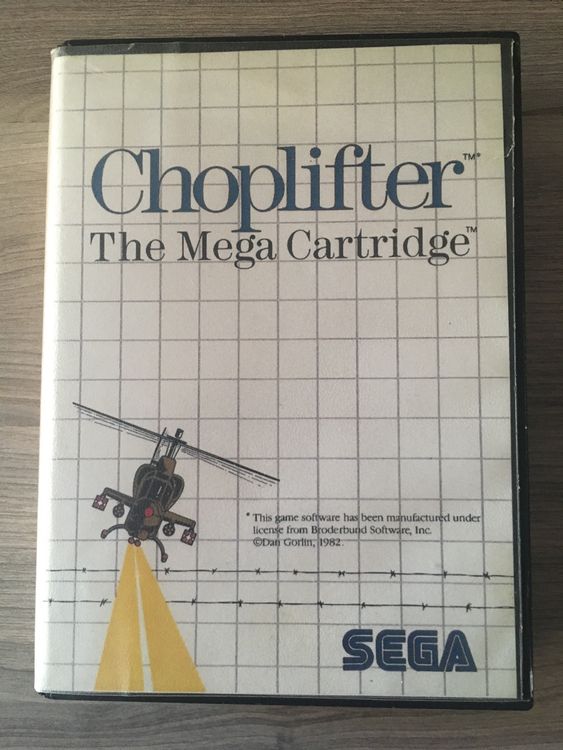 Choplifter™*
The Mega Cartridge™
* This game software has been manufactured under
license from Broderbund Software, Inc.
©Dan Gorlin, 1982.
SEGA